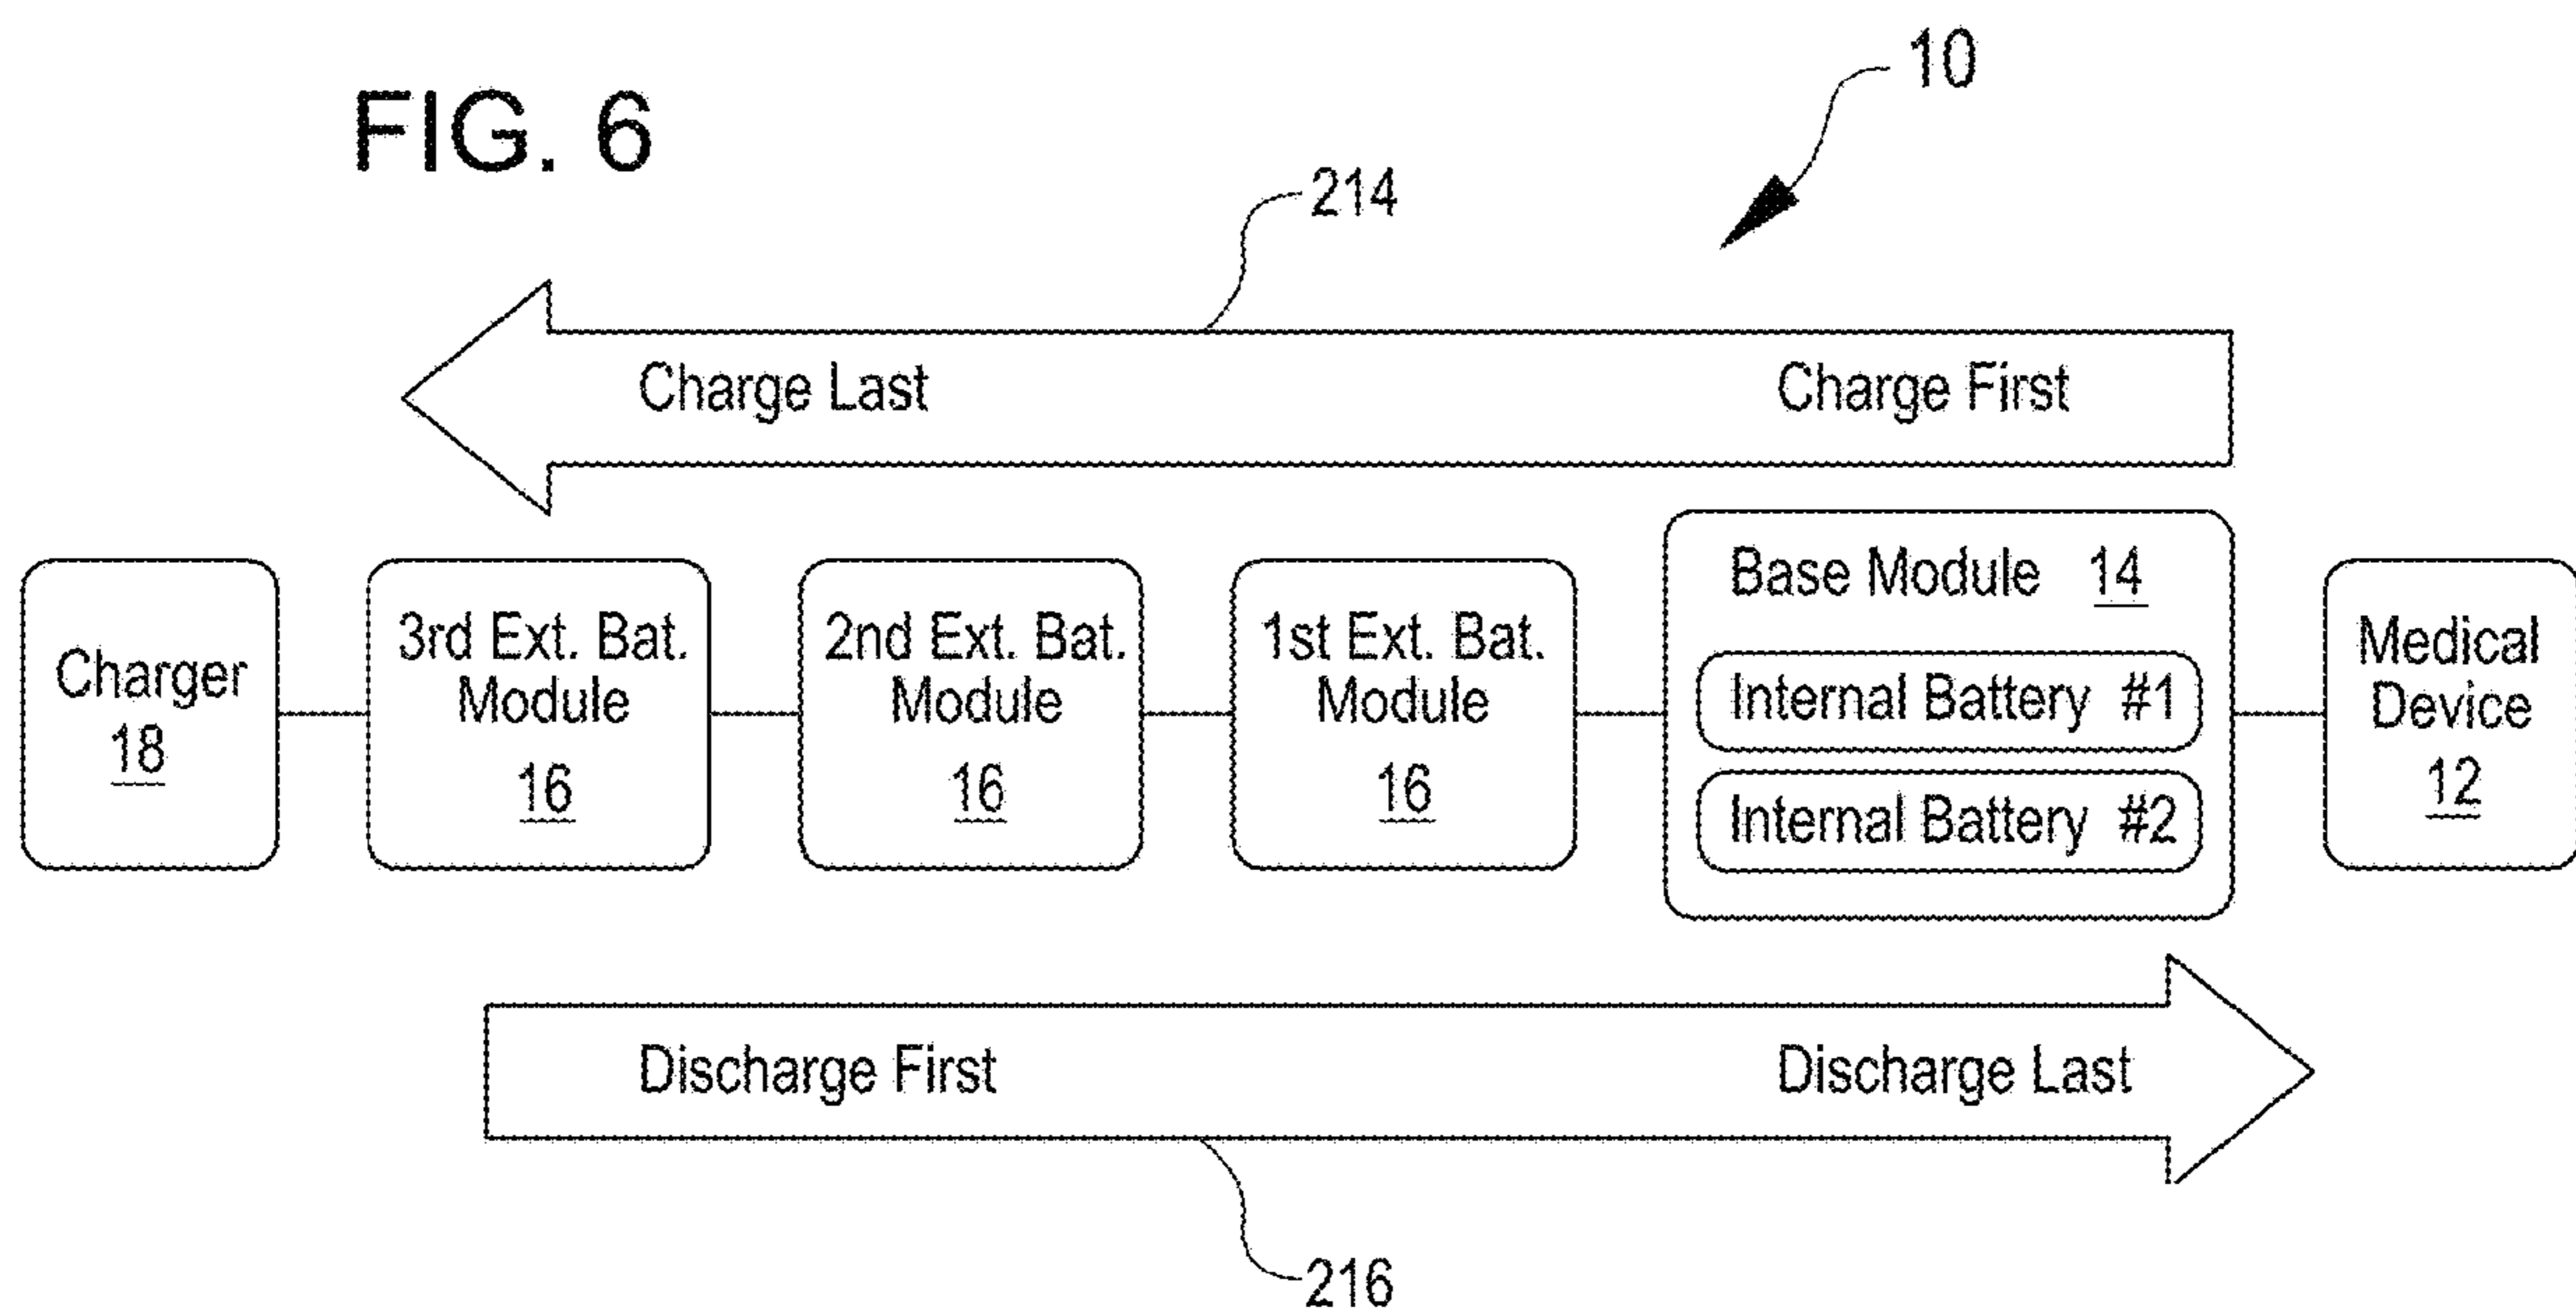 FIG. 6
10
214
Charge Last
Charge First
Charger
18
3rd Ext. Bat.
Module
16
2nd Ext. Bat.
Module
16
1st Ext. Bat.
Module
16
Base Module 14
Internal Battery #1
Internal Battery #2
Medical
Device
12
Discharge First
Discharge Last
216